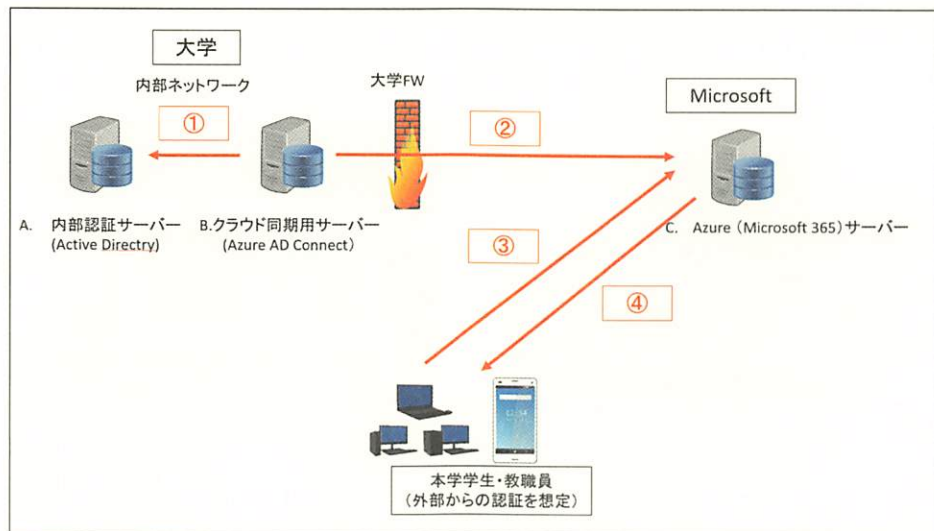 大学
内部ネットワーク
大学FW
Microsoft
①
②
A. 内部認証サーバー
(Active Directry)
B.クラウド同期用サーバー
(Azure AD Connect)
C. Azure (Microsoft 365)サーバー
③
④
12:34
本学学生・教職員
(外部からの認証を想定)